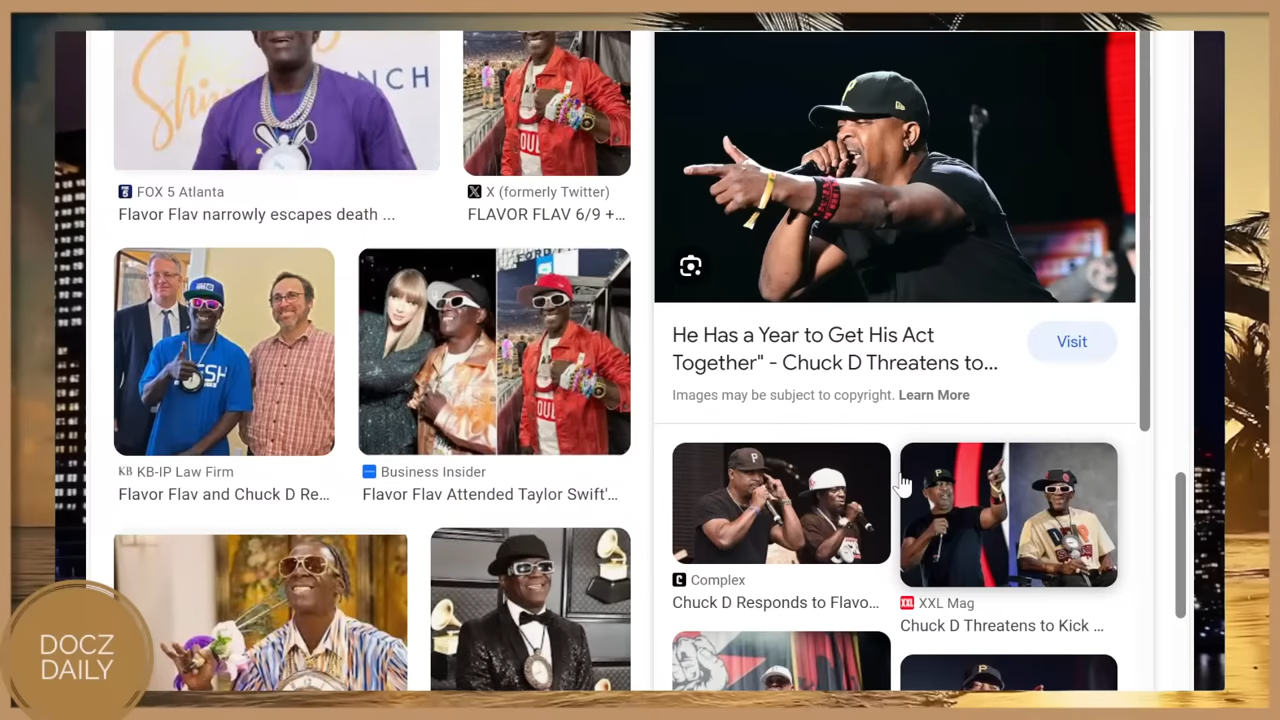 NCH
FOX 5 Atlanta
Flavor Flav narrowly escapes death ...
X (formerly Twitter)
FLAVOR FLAV 6/9 +...
KB KB-IP Law Firm
Flavor Flav and Chuck D Re...
Business Insider
Flavor Flav Attended Taylor Swift'...
He Has a Year to Get His Act
Together" - Chuck D Threatens to...
Visit
Images may be subject to copyright. Learn More
Complex
Chuck D Responds to Flavo...
XXL XXL Mag
Chuck D Threatens to Kick ...
DOCZ
DAILY